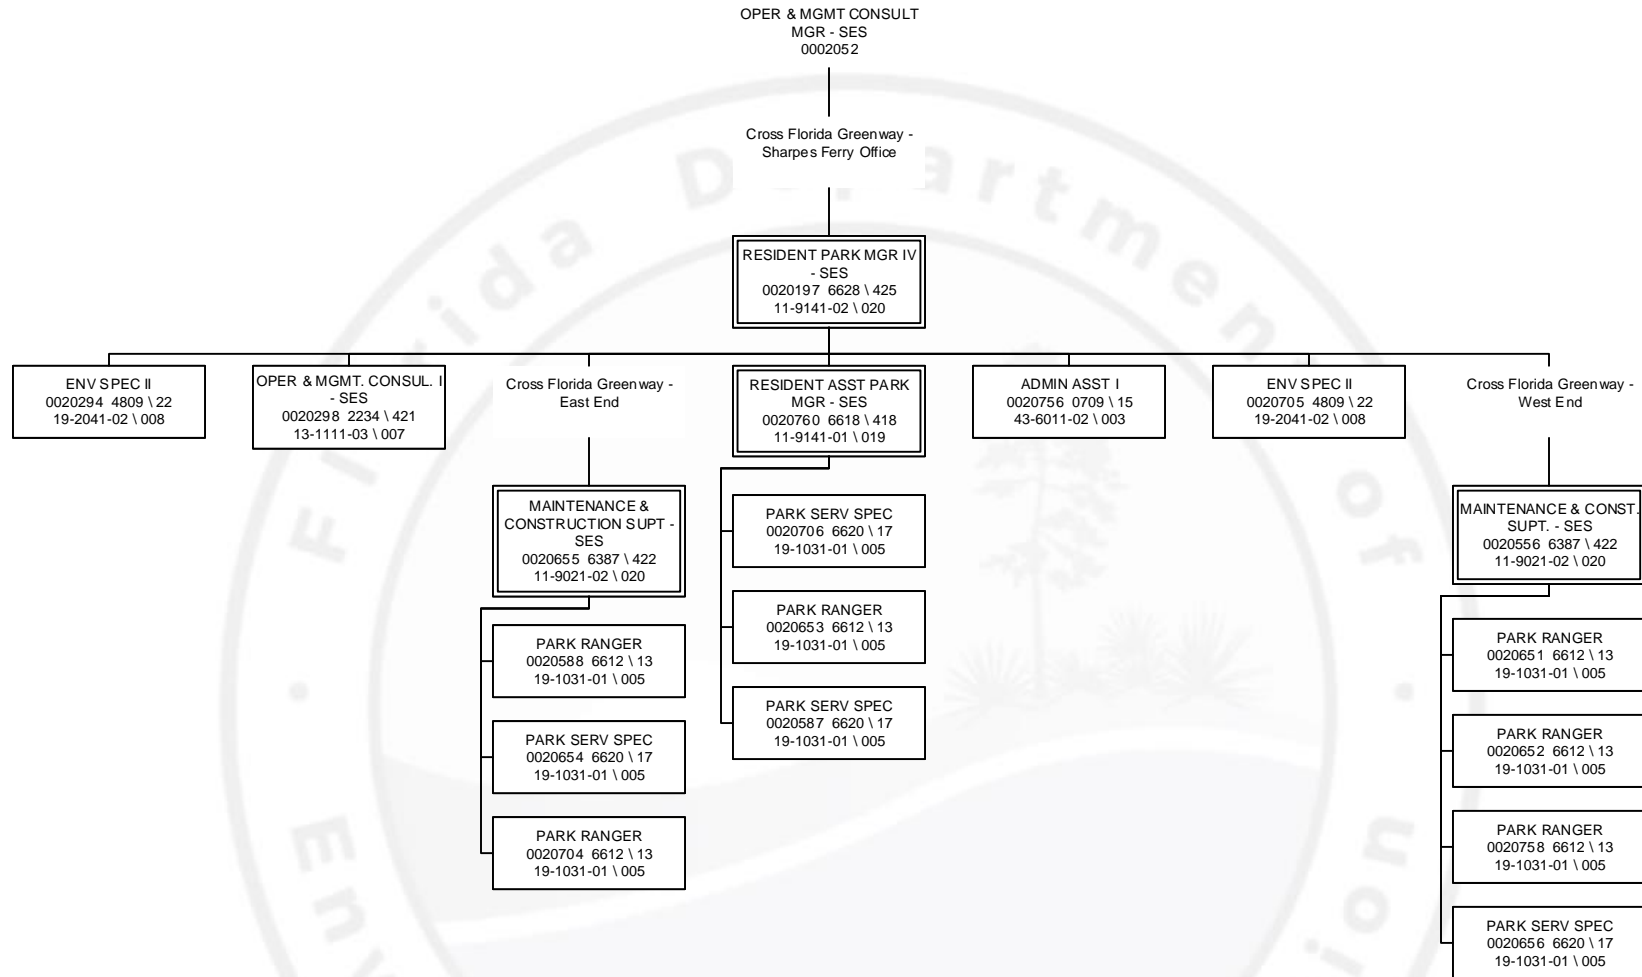 OPER & MGMT CONSULT
MGR - SES
0002052
Cross Florida Greenway -
Sharpes Ferry Office
RESIDENT PARK MGR IV
- SES
0020197 6628 \ 425
11-9141-02 \ 020
ENV SPEC II
0020294 4809 \ 22
19-2041-02 \ 008
OPER & MGMT. CONSUL. I
- SES
0020298 2234 \ 421
13-1111-03 \ 007
Cross Florida Greenway -
East End
RESIDENT ASST PARK
MGR - SES
0020760 6618 \ 418
11-9141-01 \ 019
ADMIN ASST I
0020756 0709 \ 15
43-6011-02 \ 003
ENV SPEC II
0020705 4809 \ 22
19-2041-02 \ 008
Cross Florida Greenway -
West End
MAINTENANCE &
CONSTRUCTION SUPT -
SES
0020655 6387 \ 422
11-9021-02 \ 020
PARK RANGER
0020588 6612 \ 13
19-1031-01 \ 005
PARK SERV SPEC
0020654 6620 \ 17
19-1031-01 \ 005
PARK RANGER
0020704 6612 \ 13
19-1031-01 \ 005
PARK SERV SPEC
0020706 6620 \ 17
19-1031-01 \ 005
PARK RANGER
0020653 6612 \ 13
19-1031-01 \ 005
PARK SERV SPEC
0020587 6620 \ 17
19-1031-01 \ 005
MAINTENANCE & CONST.
SUPT. - SES
0020556 6387 \ 422
11-9021-02 \ 020
PARK RANGER
0020651 6612 \ 13
19-1031-01 \ 005
PARK RANGER
0020652 6612 \ 13
19-1031-01 \ 005
PARK RANGER
0020758 6612 \ 13
19-1031-01 \ 005
PARK SERV SPEC
0020656 6620 \ 17
19-1031-01 \ 005
Florida
of